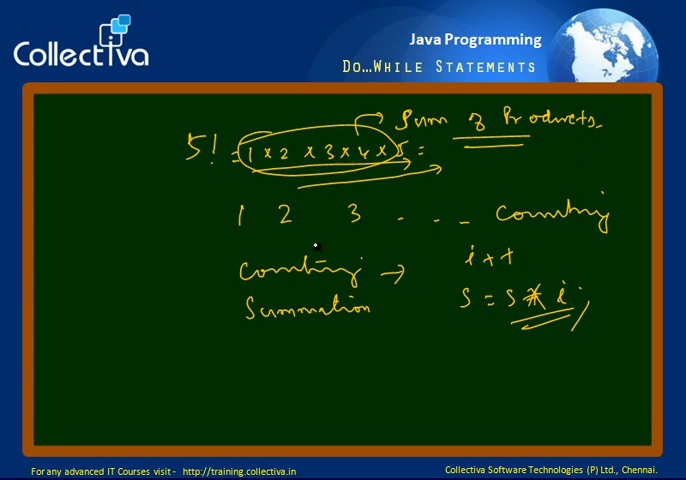 Collectiva
Java Programming
Do...While Statements
Sum of Products.
5! = 1 x 2 x 3 x 4 x 5 =
1 2 3 . . _ Counting
Counting → i++
Summation S = S * i;
For any advanced IT Courses visit - http://training.collectiva.in
Collectiva Software Technologies (P) Ltd., Chennai.